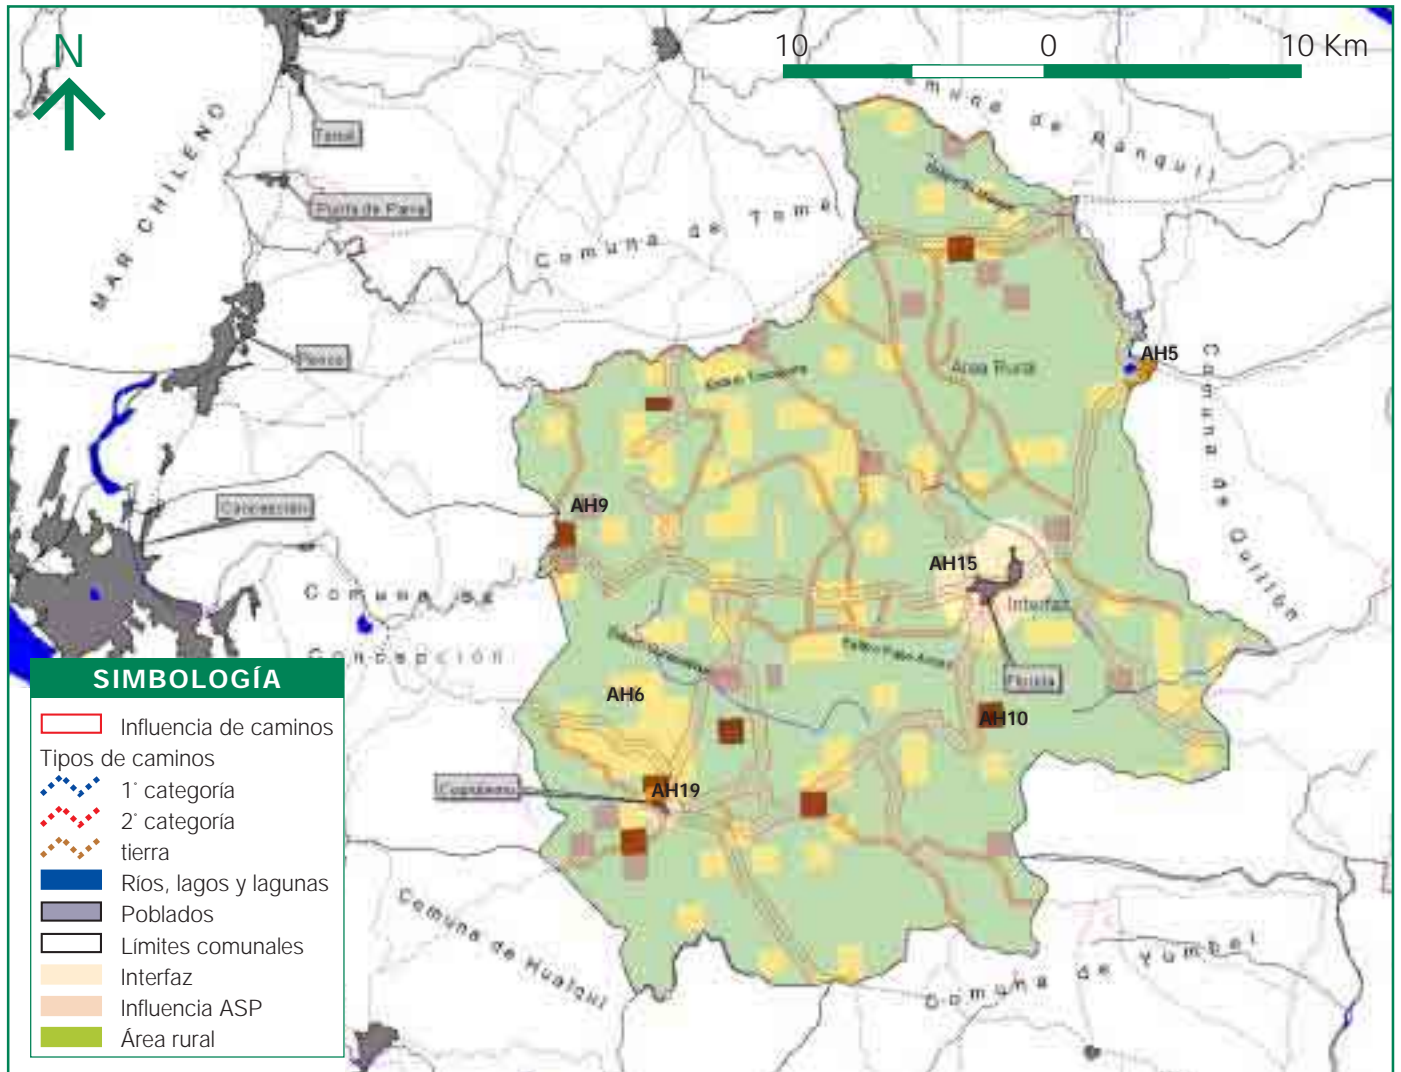 N
10 0 10 Km
MAR CHILENO
Tomé
Punta de Parra
Penco
Concepción
Comuna de Tomé
Comuna de Ranquil
Comuna de Quillón
Comuna de
Concepción
Comuna de Hualqui
Comuna de Yumbel
Área Rural
AH5
AH9
AH15
Interfaz
Florida
AH6
AH10
AH19
Copiulemu
SIMBOLOGÍA
Influencia de caminos
Tipos de caminos
1° categoría
2° categoría
tierra
Ríos, lagos y lagunas
Poblados
Límites comunales
Interfaz
Influencia ASP
Área rural